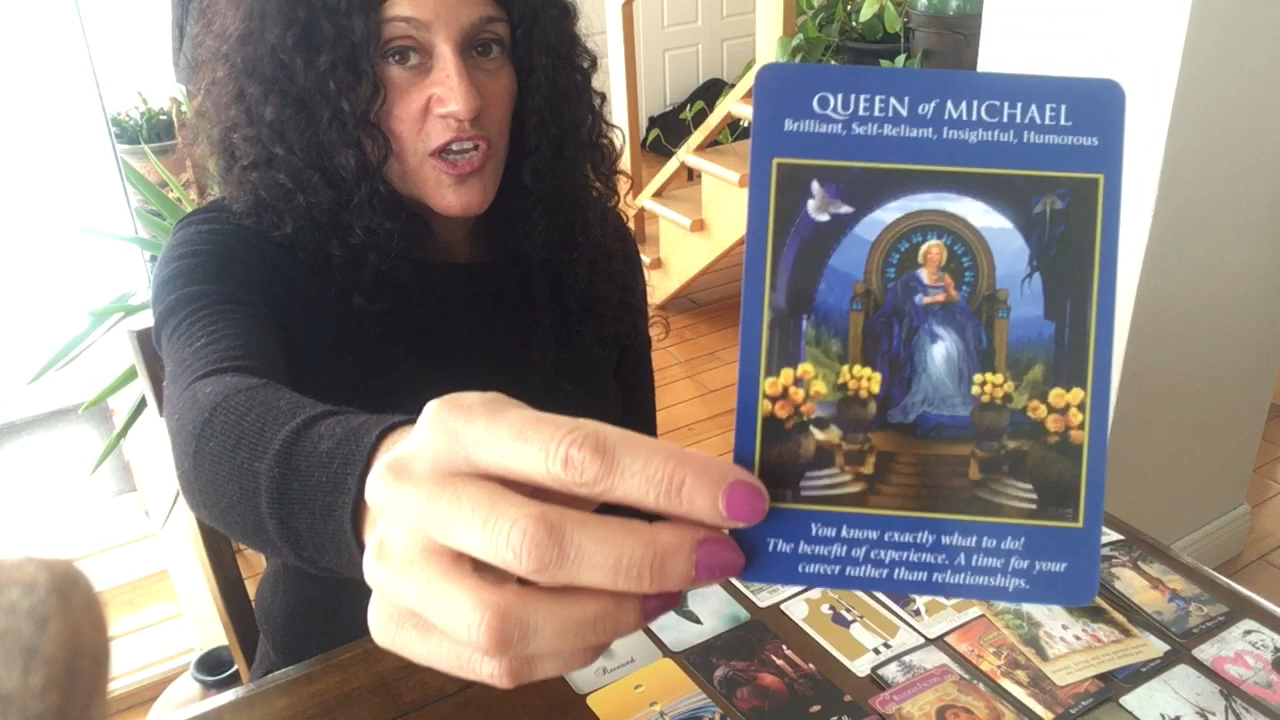 QUEEN of MICHAEL
Brilliant, Self-Reliant, Insightful, Humorous
You know exactly what to do!
The benefit of experience. A time for your
career rather than relationships.
Received